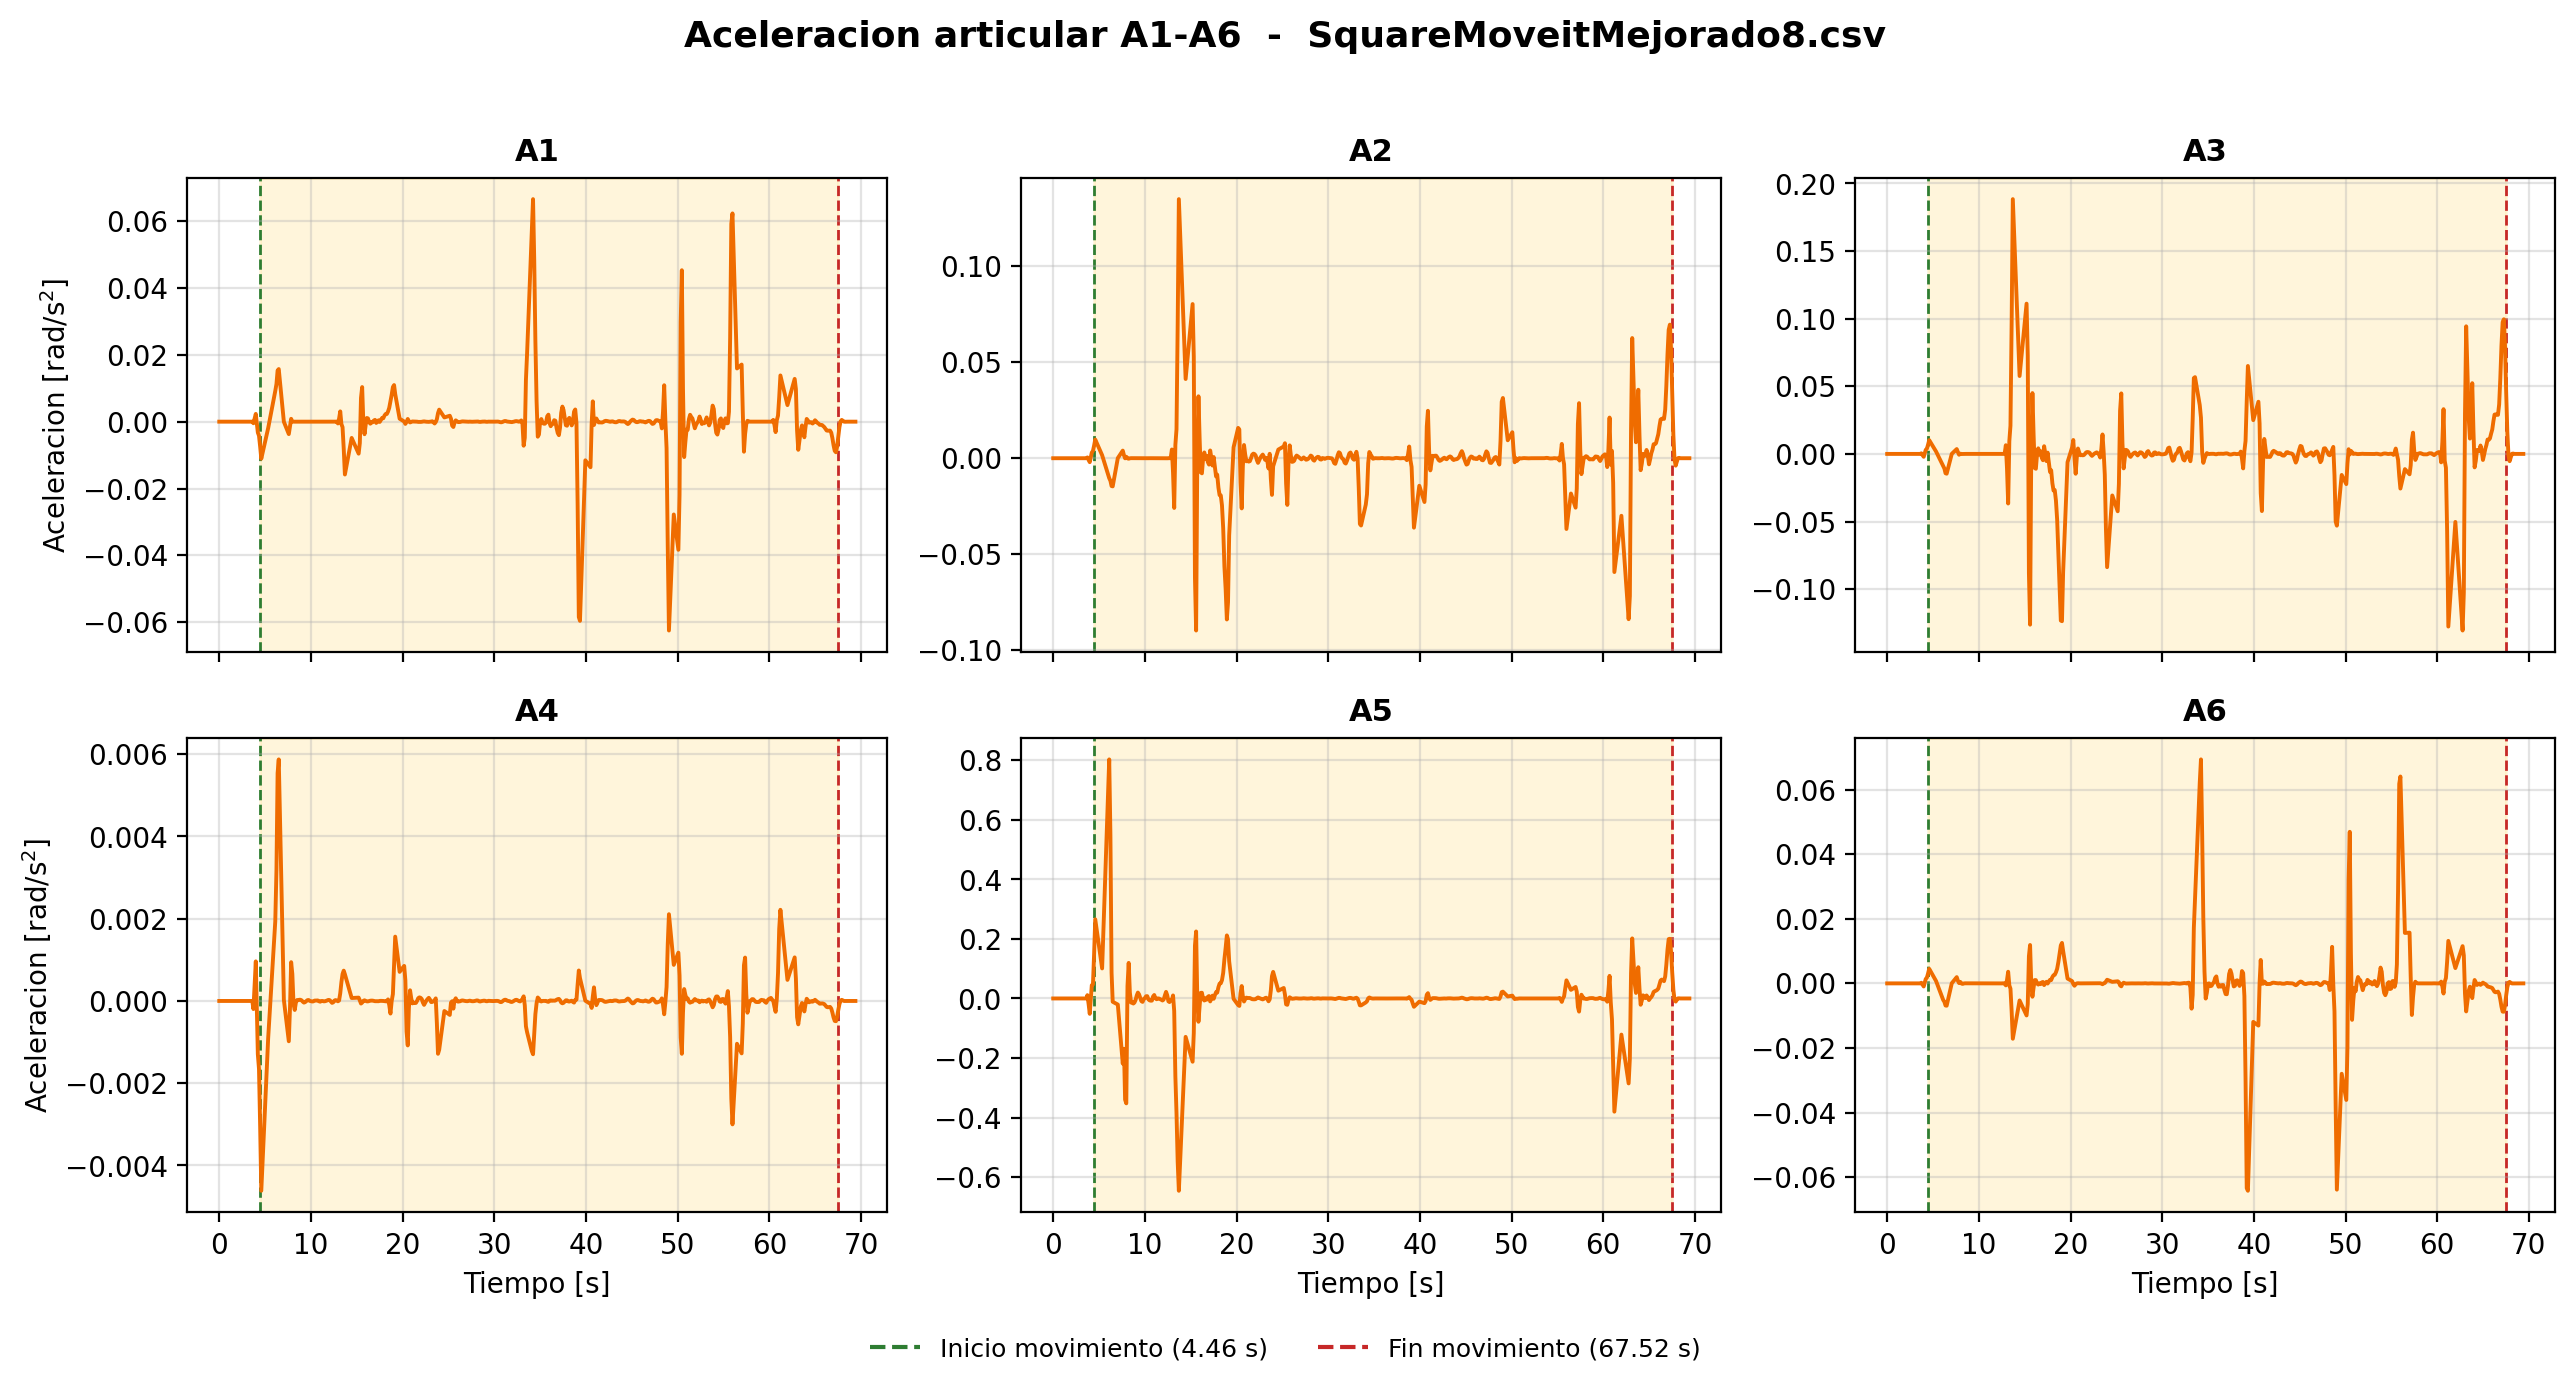 Aceleracion articular A1-A6  -  SquareMoveitMejorado8.csv
A1
A2
A3
Aceleracion [rad/s²]
0.06
0.04
0.02
0.00
−0.02
−0.04
−0.06
0.10
0.05
0.00
−0.05
−0.10
0.20
0.15
0.10
0.05
0.00
−0.05
−0.10
A4
A5
A6
Aceleracion [rad/s²]
0.006
0.004
0.002
0.000
−0.002
−0.004
0.8
0.6
0.4
0.2
0.0
−0.2
−0.4
−0.6
0.06
0.04
0.02
0.00
−0.02
−0.04
−0.06
0 10 20 30 40 50 60 70
0 10 20 30 40 50 60 70
0 10 20 30 40 50 60 70
Tiempo [s]
Tiempo [s]
Tiempo [s]
Inicio movimiento (4.46 s)
Fin movimiento (67.52 s)